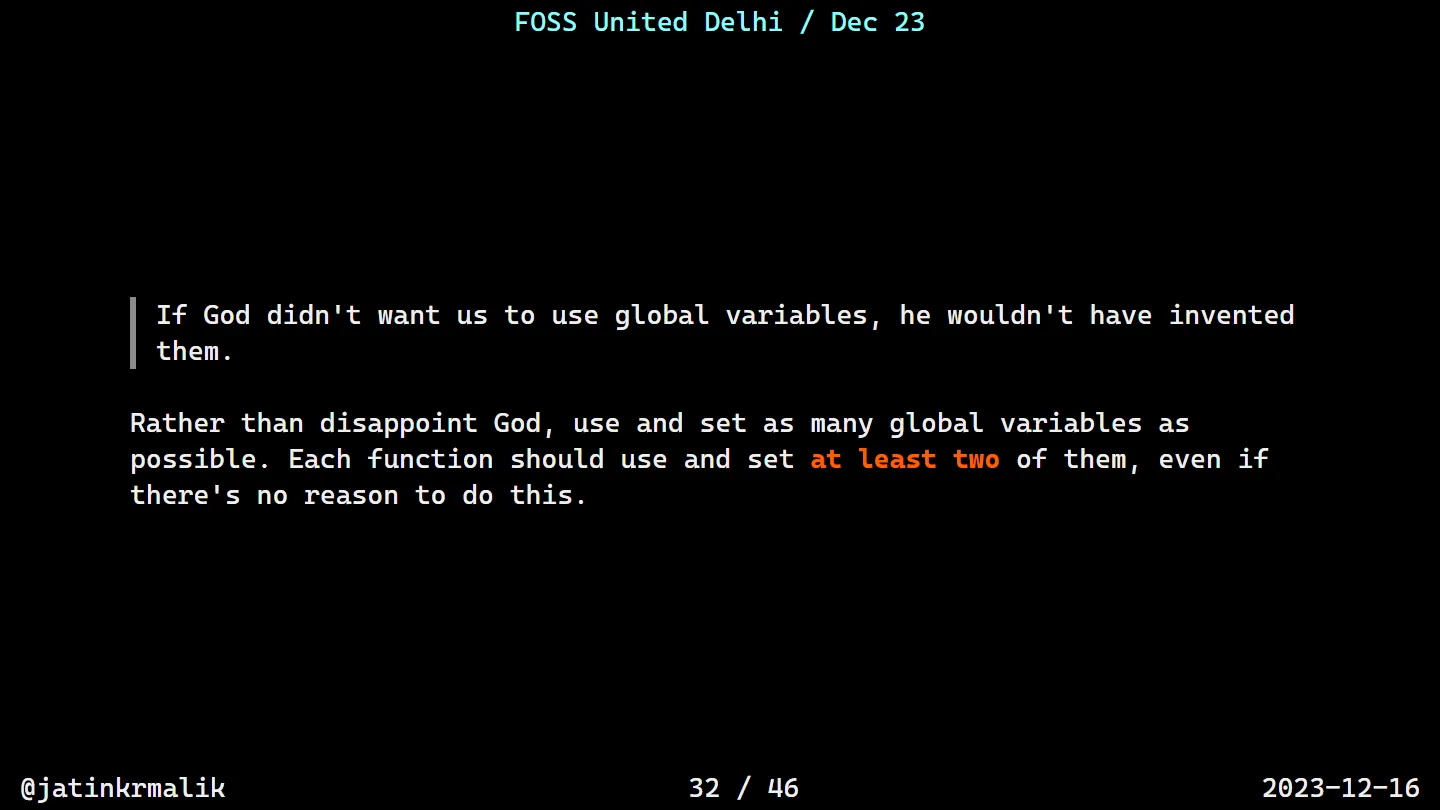 FOSS United Delhi / Dec 23
If God didn't want us to use global variables, he wouldn't have invented
them.
Rather than disappoint God, use and set as many global variables as
possible. Each function should use and set at least two of them, even if
there's no reason to do this.
@jatinkrmalik
32 / 46
2023-12-16